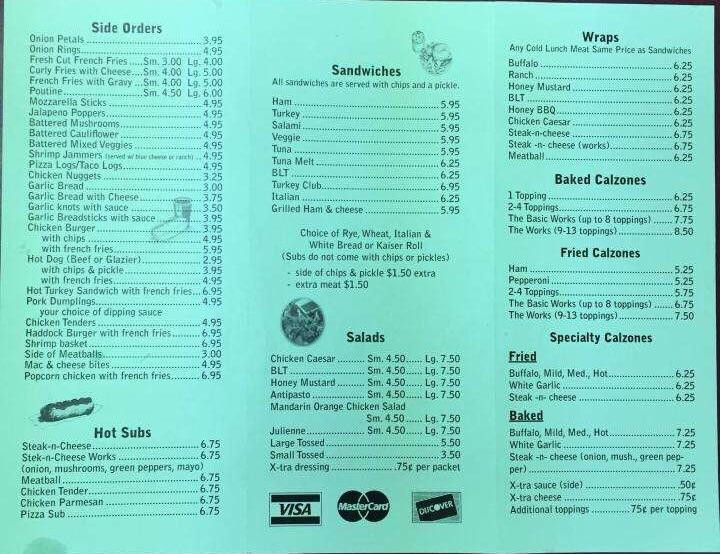 Side Orders
Onion Petals 3.95
Onion Rings 4.95
Fresh Cut French Fries Sm. 3.00 Lg. 4.00
Curly Fries with Cheese Sm. 4.00 Lg. 5.00
French Fries with Gravy Sm. 4.00 Lg. 5.00
Poutine Sm. 4.50 Lg. 6.00
Mozzarella Sticks 4.95
Jalapeno Poppers 4.95
Battered Mushrooms 4.95
Battered Cauliflower 4.95
Battered Mixed Veggies 4.95
Shrimp Jammers (served w/ blue cheese or ranch) 4.95
Pizza Logs/Taco Logs 4.95
Chicken Nuggets 3.25
Garlic Bread 3.00
Garlic Bread with Cheese 3.75
Garlic knots with sauce 3.50
Garlic Breadsticks with sauce 3.95
Chicken Burger 3.95
with chips 4.95
with french fries 5.95
Hot Dog (Beef or Glazier) 2.95
with chips & pickle 3.95
with french fries 4.95
Hot Turkey Sandwich with french fries 6.95
Pork Dumplings 4.95
your choice of dipping sauce
Chicken Tenders 4.95
Haddock Burger with french fries 6.95
Shrimp basket 6.95
Side of Meatballs 3.00
Mac & cheese bites 4.95
Popcorn chicken with french fries 6.95
Hot Subs
Steak-n-Cheese 6.75
Stek-n-Cheese Works 6.75
(onion, mushrooms, green peppers, mayo)
Meatball 6.75
Chicken Tender 6.75
Chicken Parmesan 6.75
Pizza Sub 6.75
Sandwiches
All sandwiches are served with chips and a pickle.
Ham 5.95
Turkey 5.95
Salami 5.95
Veggie 5.95
Tuna 5.95
Tuna Melt 6.25
BLT 6.25
Turkey Club 6.95
Italian 6.25
Grilled Ham & cheese 5.95
Choice of Rye, Wheat, Italian &
White Bread or Kaiser Roll
(Subs do not come with chips or pickles)
- side of chips & pickle $1.50 extra
- extra meat $1.50
Salads
Chicken Caesar Sm. 4.50 Lg. 7.50
BLT Sm. 4.50 Lg. 7.50
Honey Mustard Sm. 4.50 Lg. 7.50
Antipasto Sm. 4.50 Lg. 7.50
Mandarin Orange Chicken Salad
Sm. 4.50 Lg. 7.50
Julienne Sm. 4.50 Lg. 7.50
Large Tossed 5.50
Small Tossed 3.50
X-tra dressing .75¢ per packet
VISA MasterCard DISCOVER
Wraps
Any Cold Lunch Meat Same Price as Sandwiches
Buffalo 6.25
Ranch 6.25
Honey Mustard 6.25
BLT 6.25
Honey BBQ 6.25
Chicken Caesar 6.25
Steak-n-cheese 6.75
Steak -n- cheese (works) 6.75
Meatball 6.25
Baked Calzones
1 Topping 6.25
2-4 Toppings 6.75
The Basic Works (up to 8 toppings) 7.75
The Works (9-13 toppings) 8.50
Fried Calzones
Ham 5.25
Pepperoni 5.25
2-4 Toppings 5.75
The Basic Works (up to 8 toppings) 6.75
The Works (9-13 toppings) 7.50
Specialty Calzones
Fried
Buffalo, Mild, Med., Hot 6.25
White Garlic 6.25
Steak -n- cheese 6.25
Baked
Buffalo, Mild, Med., Hot 7.25
White Garlic 7.25
Steak -n- cheese (onion, mush., green pep-
per) 7.25
X-tra sauce (side) .50¢
X-tra cheese .75¢
Additional toppings .75¢ per topping